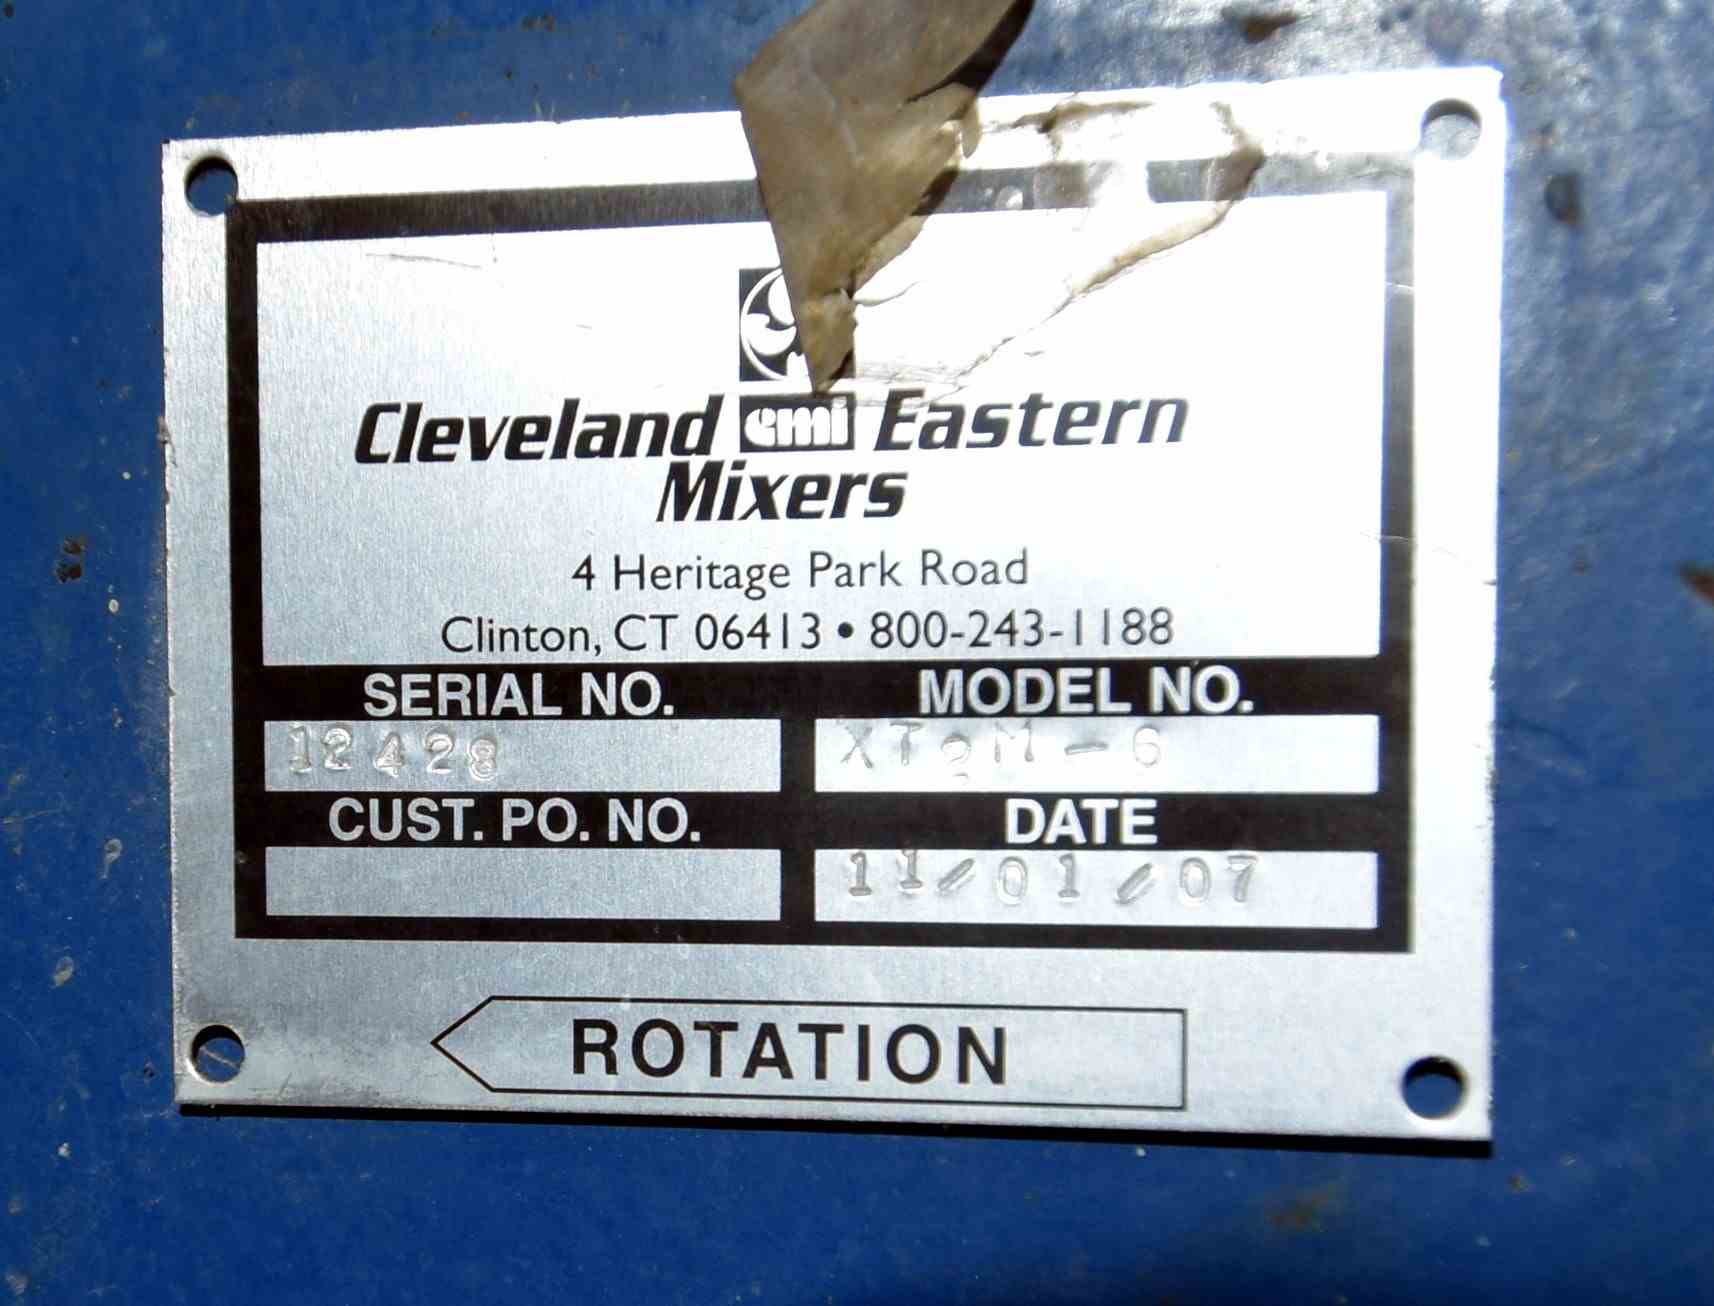 Cleveland emi Eastern
Mixers
4 Heritage Park Road
Clinton, CT 06413 • 800-243-1188
SERIAL NO. MODEL NO.
12428 XT2M-6
CUST. PO. NO. DATE
11/01/07
ROTATION